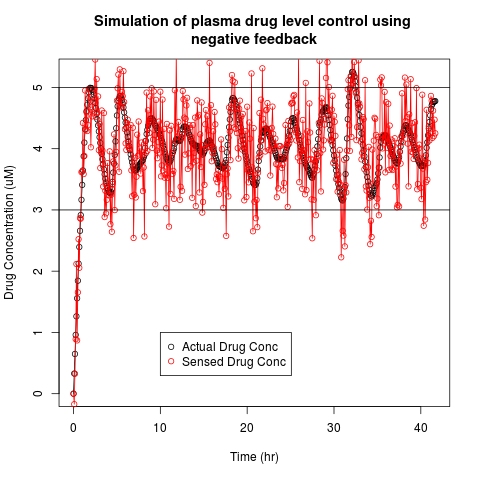 Simulation of plasma drug level control using
negative feedback
Drug Concentration (uM)
5
4
3
2
1
0
Actual Drug Conc
Sensed Drug Conc
0 10 20 30 40
Time (hr)